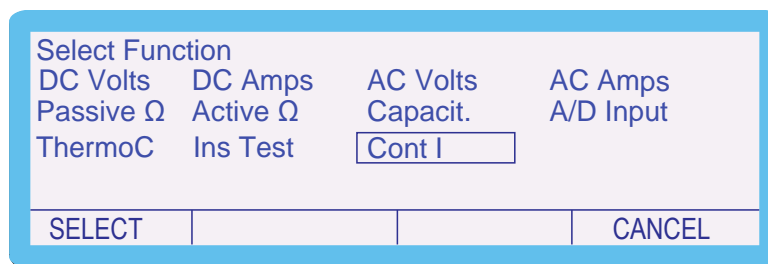 Select Function
DC Volts DC Amps AC Volts AC Amps
Passive Ω Active Ω Capacit. A/D Input
ThermoC Ins Test Cont I
SELECT CANCEL